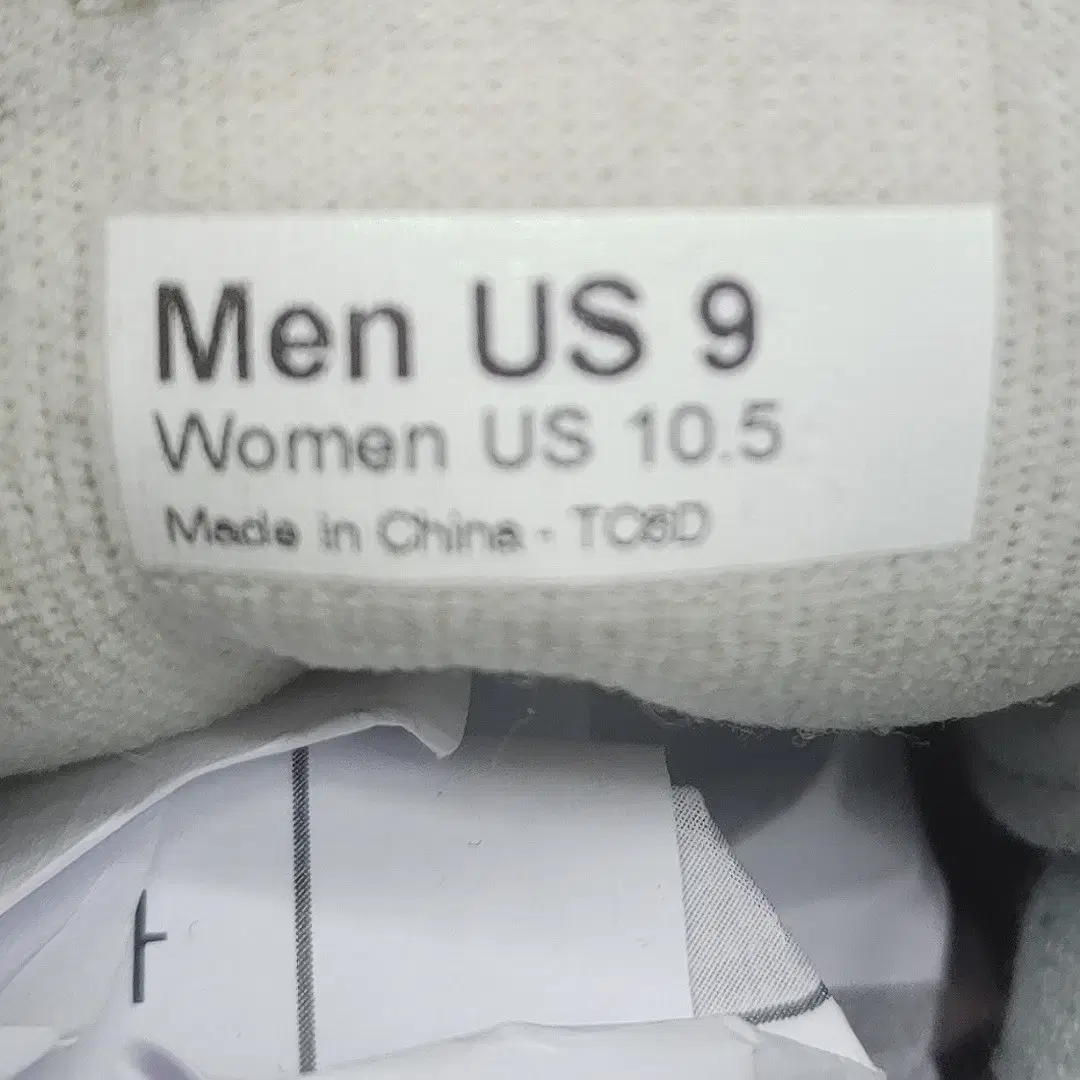 Men US 9
Women US 10.5
Made in China - TC6D